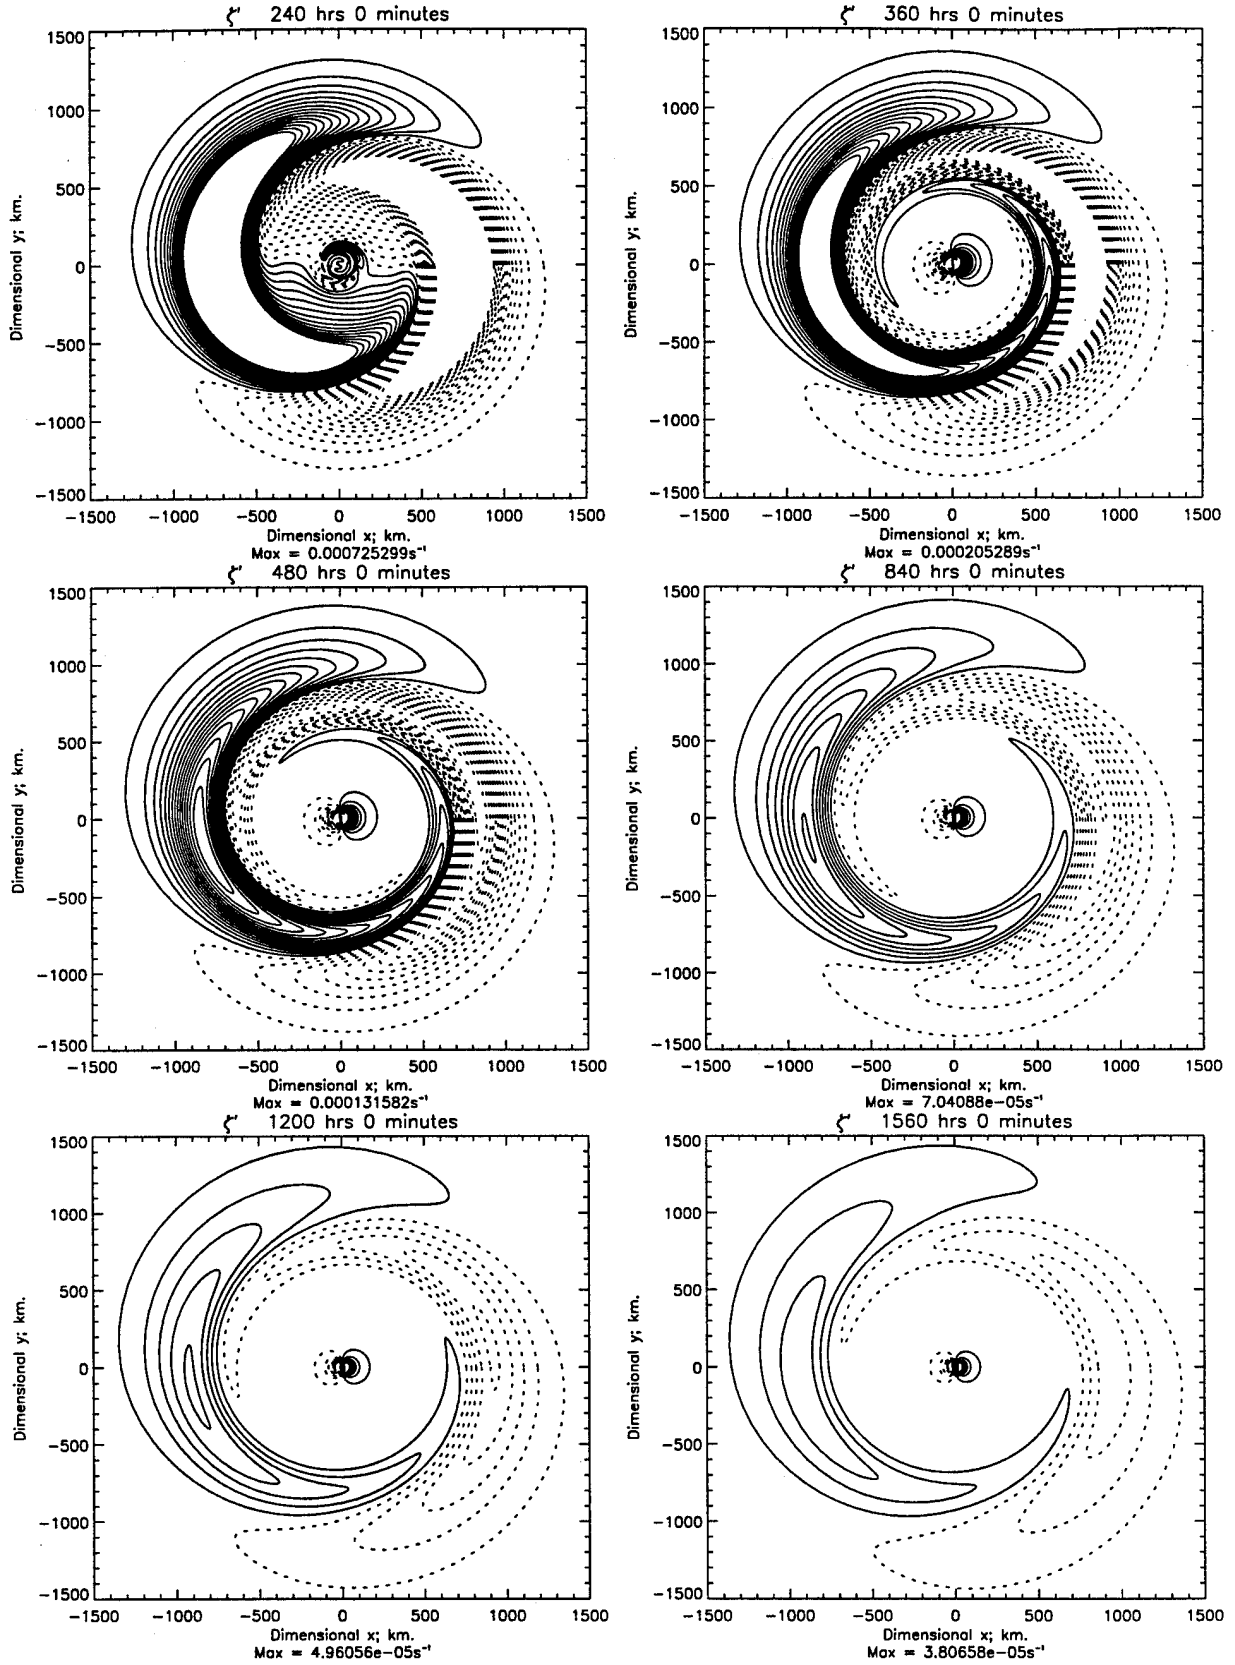 ζ' 240 hrs 0 minutes
1500
1000
500
0
−500
−1000
−1500
Dimensional y; km.
−1500 −1000 −500 0 500 1000 1500
Dimensional x; km.
Max = 0.000725299s⁻¹
ζ' 360 hrs 0 minutes
1500
1000
500
0
−500
−1000
−1500
Dimensional y; km.
−1500 −1000 −500 0 500 1000 1500
Dimensional x; km.
Max = 0.000205289s⁻¹
ζ' 480 hrs 0 minutes
1500
1000
500
0
−500
−1000
−1500
Dimensional y; km.
−1500 −1000 −500 0 500 1000 1500
Dimensional x; km.
Max = 0.000131582s⁻¹
ζ' 840 hrs 0 minutes
1500
1000
500
0
−500
−1000
−1500
Dimensional y; km.
−1500 −1000 −500 0 500 1000 1500
Dimensional x; km.
Max = 7.04088e−05s⁻¹
ζ' 1200 hrs 0 minutes
1500
1000
500
0
−500
−1000
−1500
Dimensional y; km.
−1500 −1000 −500 0 500 1000 1500
Dimensional x; km.
Max = 4.96056e−05s⁻¹
ζ' 1560 hrs 0 minutes
1500
1000
500
0
−500
−1000
−1500
Dimensional y; km.
−1500 −1000 −500 0 500 1000 1500
Dimensional x; km.
Max = 3.80658e−05s⁻¹